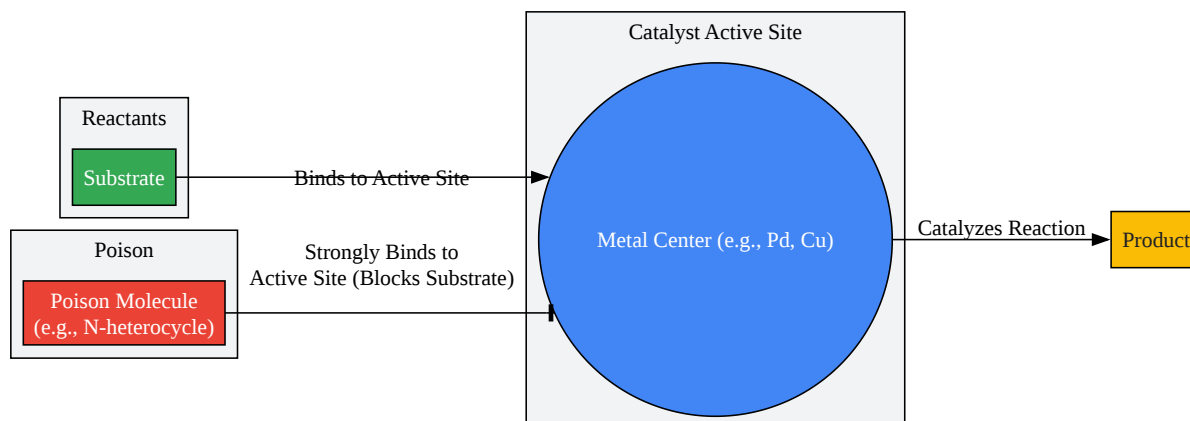 Catalyst Active Site
Reactants
Substrate
Binds to Active Site
Poison
Poison Molecule
(e.g., N-heterocycle)
Strongly Binds to
Active Site (Blocks Substrate)
Metal Center (e.g., Pd, Cu)
Catalyzes Reaction
Product